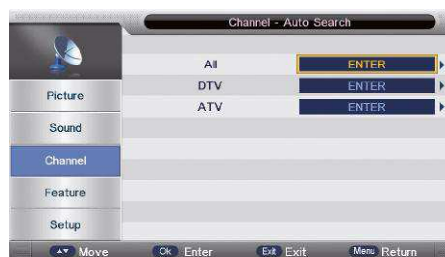 Channel - Auto Search
All ENTER
DTV ENTER
ATV ENTER
Picture
Sound
Channel
Feature
Setup
Move Ok Enter Exit Exit Menu Return